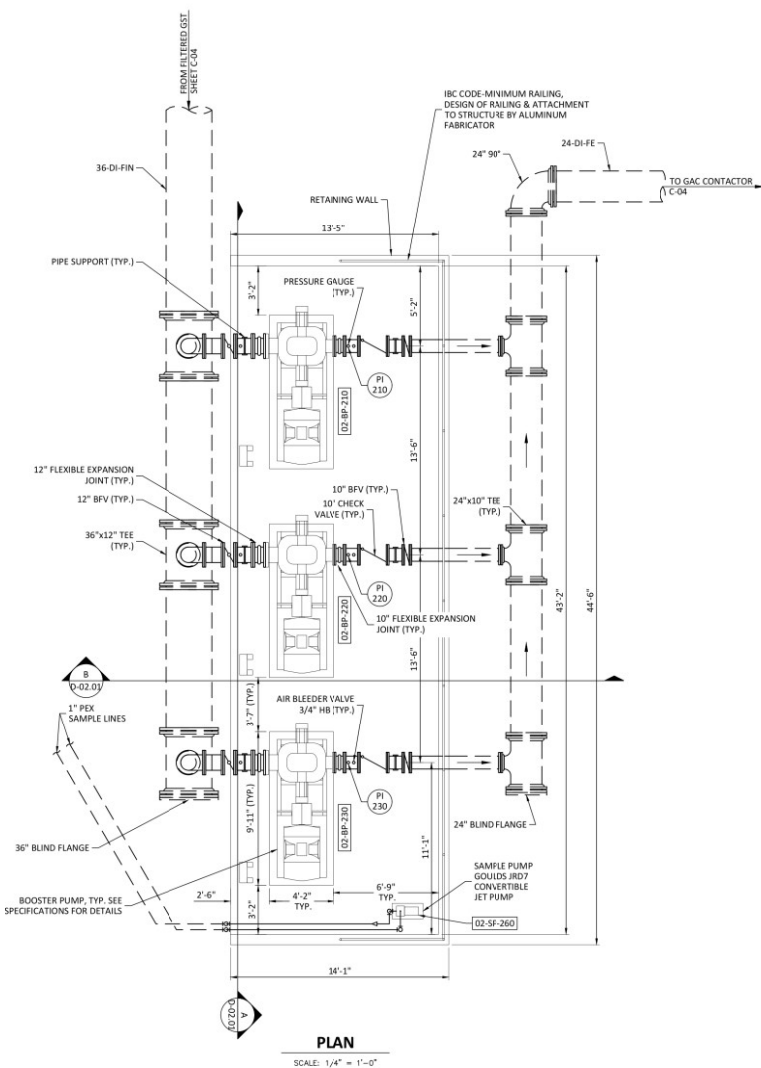 FROM FILTERED GST
SHEET C-04
IBC CODE-MINIMUM RAILING,
DESIGN OF RAILING & ATTACHMENT
TO STRUCTURE BY ALUMINUM
FABRICATOR
36-DI-FIN
24" 90°
24-DI-FE
TO GAC CONTACTOR
C-04
RETAINING WALL
13'-5"
PIPE SUPPORT (TYP.)
3'-2"
PRESSURE GAUGE
(TYP.)
5'-2"
PI
210
02-BP-210
13'-6"
12" FLEXIBLE EXPANSION
JOINT (TYP.)
12" BFV (TYP.)
36"x12" TEE
(TYP.)
10" BFV (TYP.)
10" CHECK
VALVE (TYP.)
24"x10" TEE
(TYP.)
PI
220
02-BP-220
10" FLEXIBLE EXPANSION
JOINT (TYP.)
43'-2"
44'-6"
13'-6"
B
D-02.01
1" PEX
SAMPLE LINES
3'-7" (TYP.)
AIR BLEEDER VALVE
3/4" HB (TYP.)
PI
230
02-BP-230
9'-11" (TYP.)
24" BLIND FLANGE
36" BLIND FLANGE
11'-1"
BOOSTER PUMP, TYP. SEE
SPECIFICATIONS FOR DETAILS
2'-6"
3'-2"
4'-2"
TYP.
6'-9"
TYP.
SAMPLE PUMP
GOULDS JRD7
CONVERTIBLE
JET PUMP
02-SP-260
14'-1"
A
D-02.01
PLAN
SCALE: 1/4" = 1'-0"